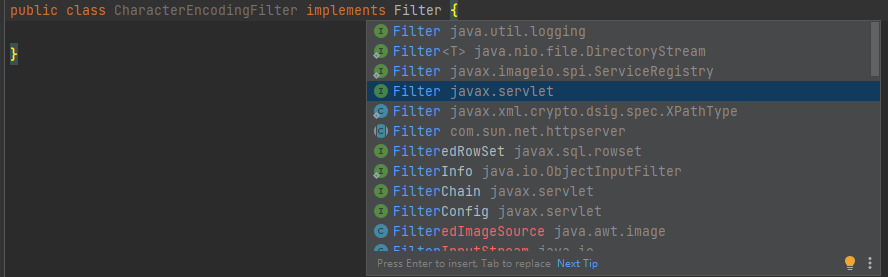 public class CharacterEncodingFilter implements Filter {
Filter java.util.logging
Filter<T> java.nio.file.DirectoryStream
}
Filter javax.imageio.spi.ServiceRegistry
Filter javax.servlet
Filter javax.xml.crypto.dsig.spec.XPathType
Filter com.sun.net.httpserver
FilteredRowSet javax.sql.rowset
FilterInfo java.io.ObjectInputFilter
FilterChain javax.servlet
FilterConfig javax.servlet
FilteredImageSource java.awt.image
FilterInputStream java.io
Press Enter to insert, Tab to replace Next Tip